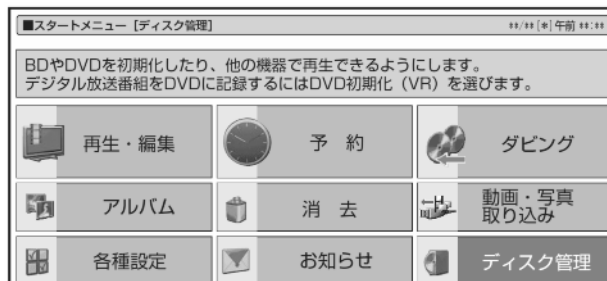 ■スタートメニュー [ディスク管理]
**/** [*] 午前 **:**
BDやDVDを初期化したり、他の機器で再生できるようにします。
デジタル放送番組をDVDに記録するにはDVD初期化（VR）を選びます。
再生・編集
予 約
ダビング
アルバム
消 去
動画・写真
取り込み
各種設定
お知らせ
ディスク管理